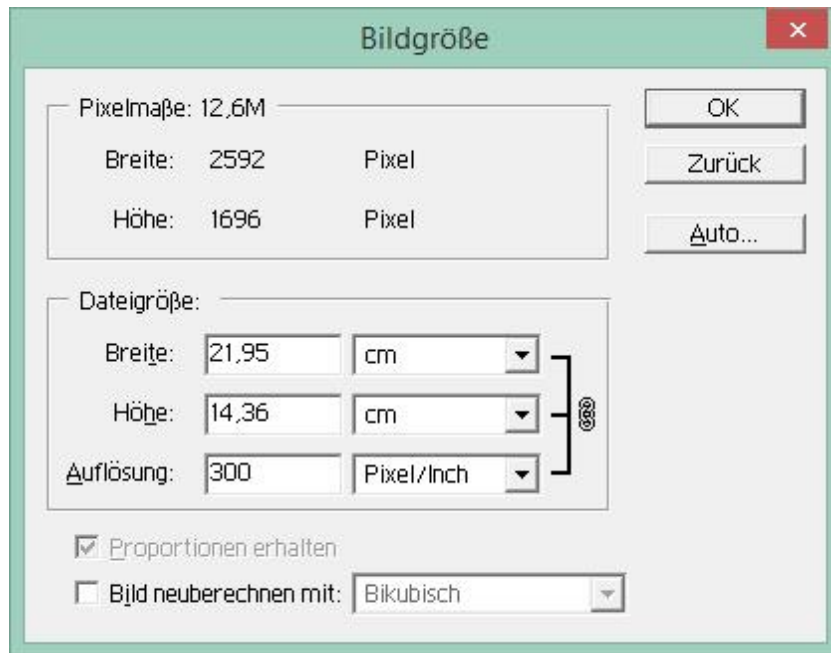 Bildgröße
Pixelmaße: 12,6M
Breite: 2592 Pixel
Höhe: 1696 Pixel
OK
Zurück
Auto...
Dateigröße:
Breite: 21,95 cm
Höhe: 14,36 cm
Auflösung: 300 Pixel/Inch
Proportionen erhalten
Bild neuberechnen mit: Bikubisch